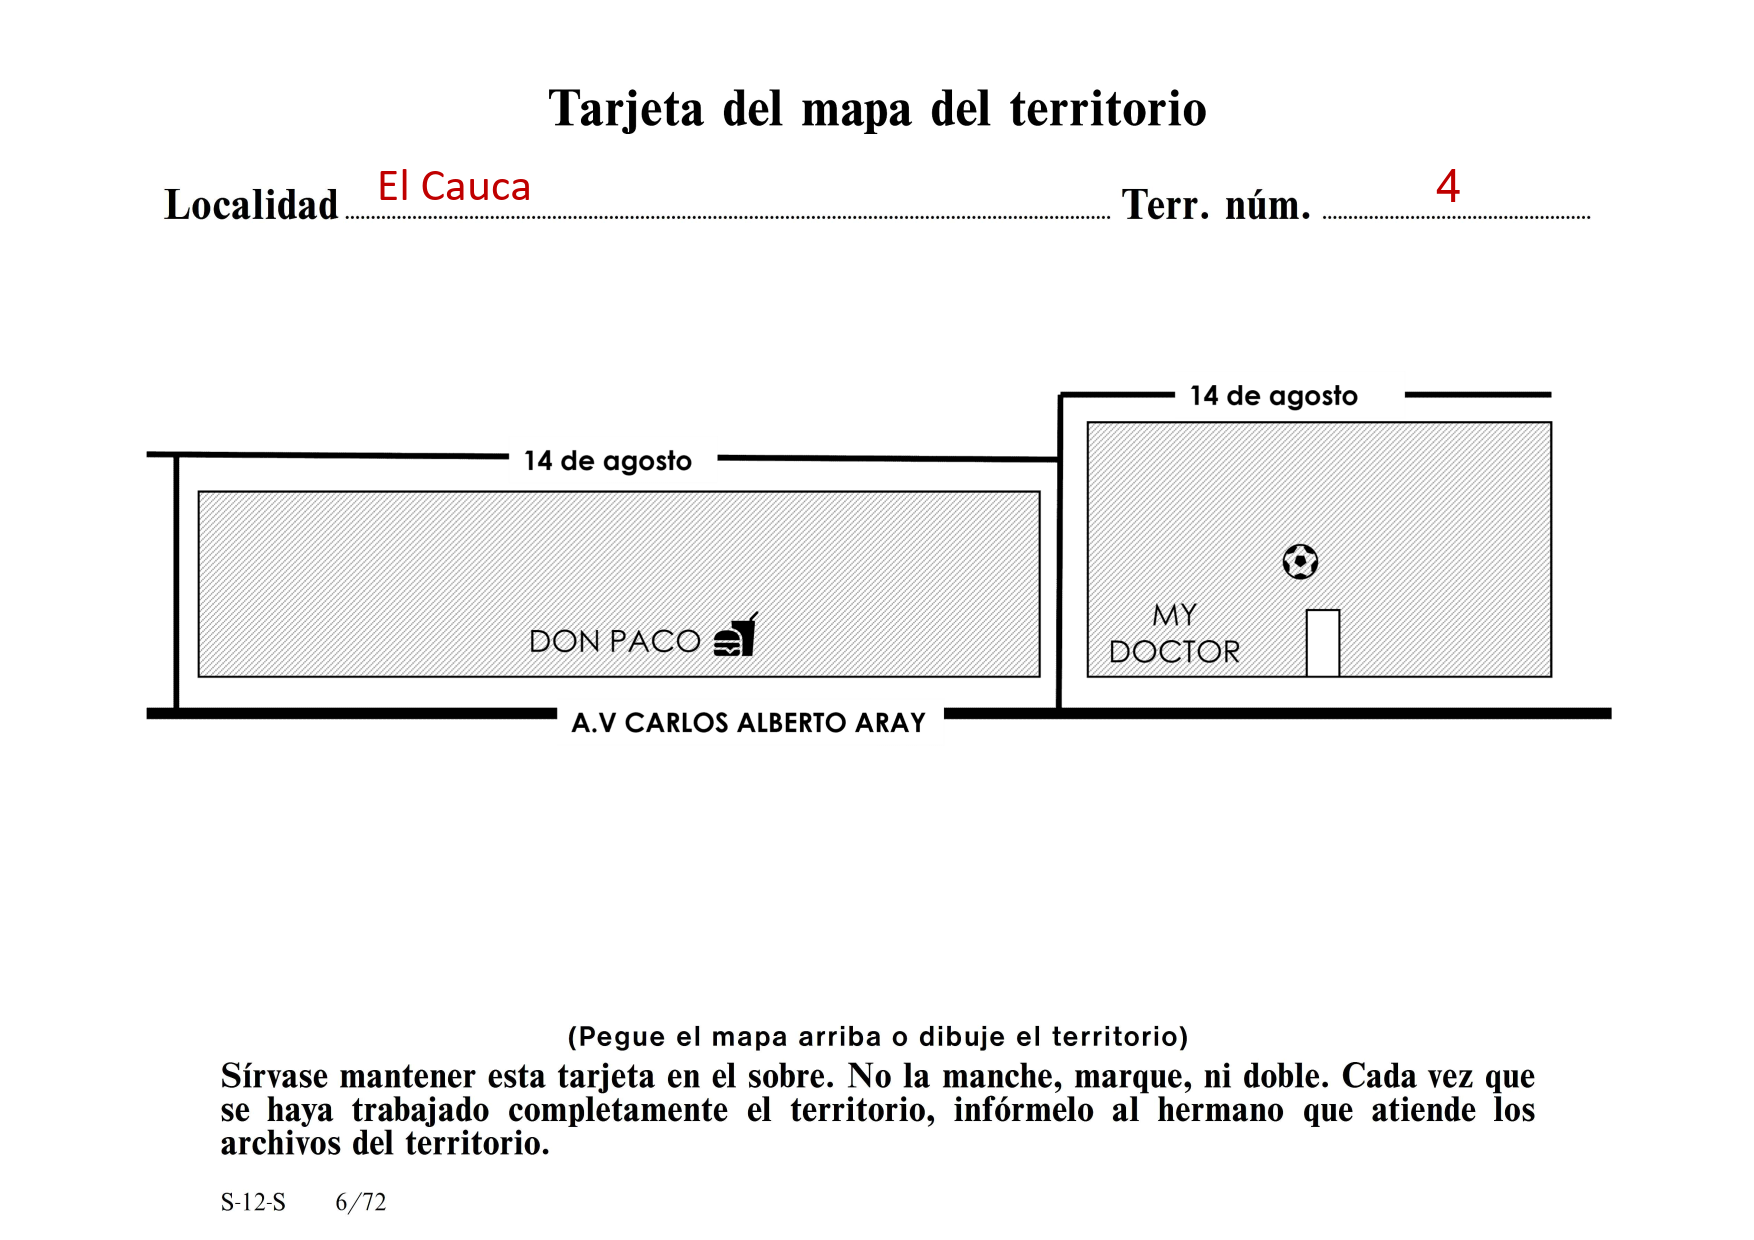 Tarjeta del mapa del territorio
Localidad El Cauca Terr. núm. 4
14 de agosto
14 de agosto
DON PACO
MY
DOCTOR
A.V CARLOS ALBERTO ARAY
(Pegue el mapa arriba o dibuje el territorio)
Sírvase mantener esta tarjeta en el sobre. No la manche, marque, ni doble. Cada vez que
se haya trabajado completamente el territorio, infórmelo al hermano que atiende los
archivos del territorio.
S-12-S 6/72